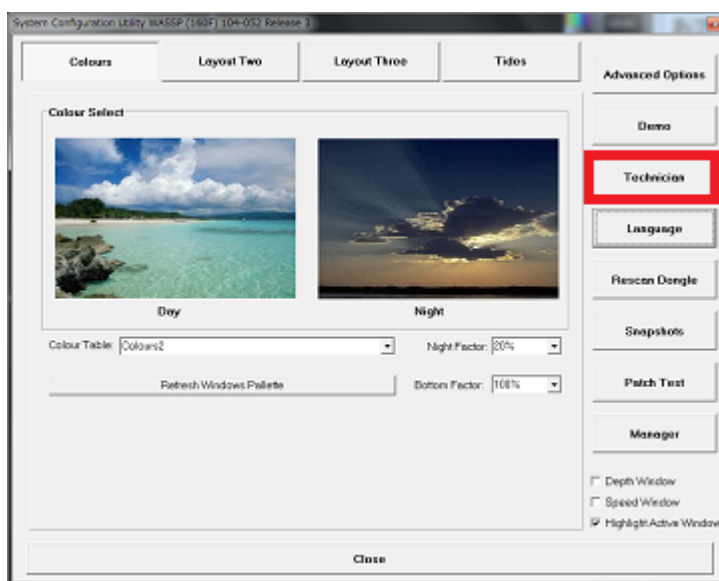 System Configuration Utility WASSP (160F) 104-052 Release 3
Colours
Layout Two
Layout Three
Tides
Advanced Options
Colour Select
Demo
Technician
Language
Rescan Dongle
Day
Night
Snapshots
Colour Table: Colours2
Night Factor: 20%
Refresh Windows Pallette
Bottom Factor: 100%
Patch Test
Manager
Depth Window
Speed Window
Highlight Active Window
Close